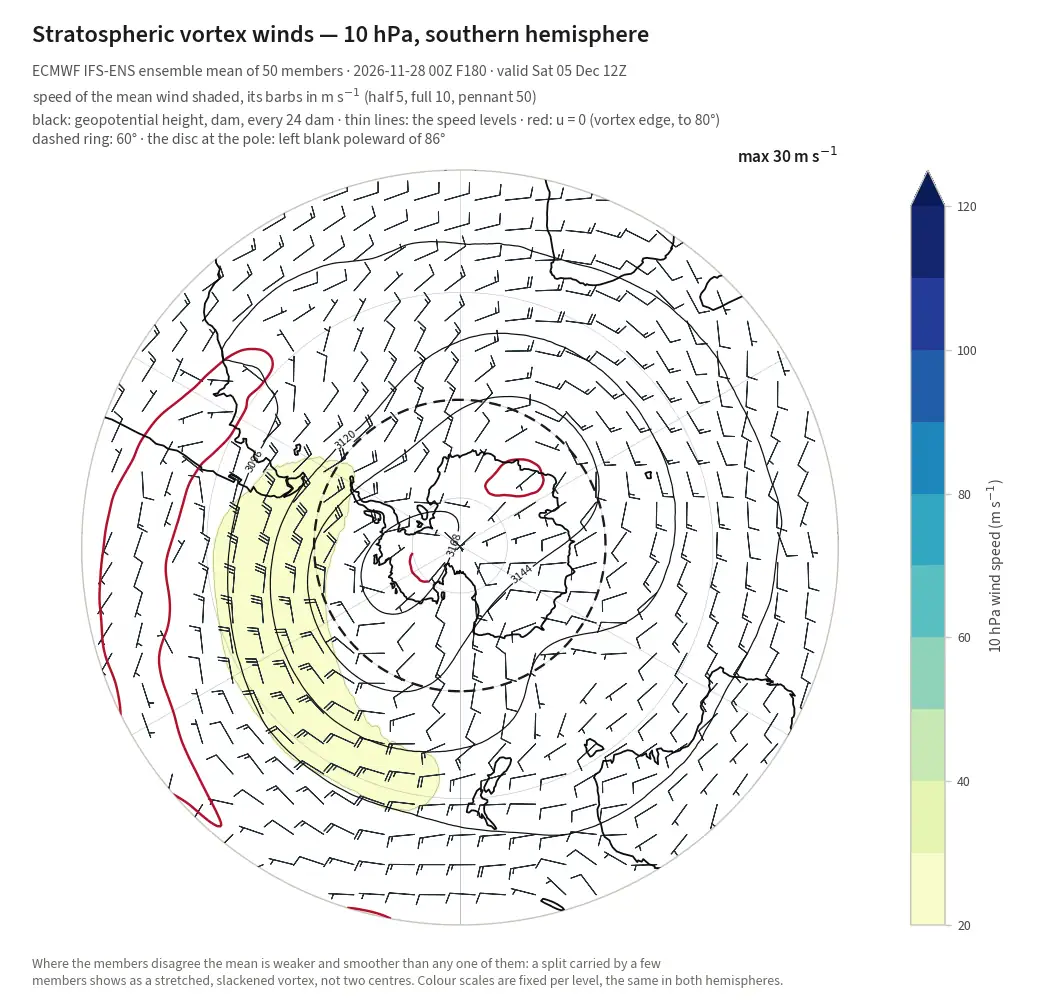 Stratospheric vortex winds — 10 hPa, southern hemisphere
ECMWF IFS-ENS ensemble mean of 50 members · 2026-11-28 00Z F180 · valid Sat 05 Dec 12Z
speed of the mean wind shaded, its barbs in m s⁻¹ (half 5, full 10, pennant 50)
black: geopotential height, dam, every 24 dam · thin lines: the speed levels · red: u = 0 (vortex edge, to 80°)
dashed ring: 60° · the disc at the pole: left blank poleward of 86°
max 30 m s⁻¹
120
100
80
60
40
20
10 hPa wind speed (m s⁻¹)
3120
3168
3144
Where the members disagree the mean is weaker and smoother than any one of them: a split carried by a few
members shows as a stretched, slackened vortex, not two centres. Colour scales are fixed per level, the same in both hemispheres.